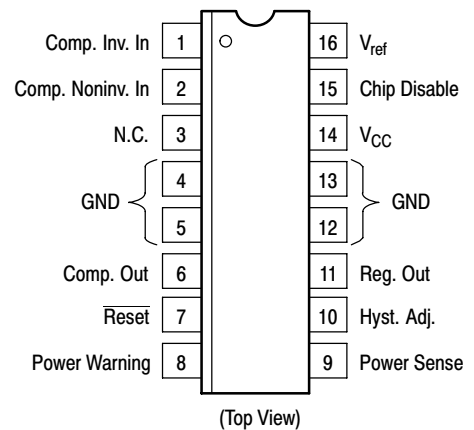 Comp. Inv. In 1 16 Vref
Comp. Noninv. In 2 15 Chip Disable
N.C. 3 14 VCC
4 13
GND GND
5 12
Comp. Out 6 11 Reg. Out
Reset 7 10 Hyst. Adj.
Power Warning 8 9 Power Sense
(Top View)